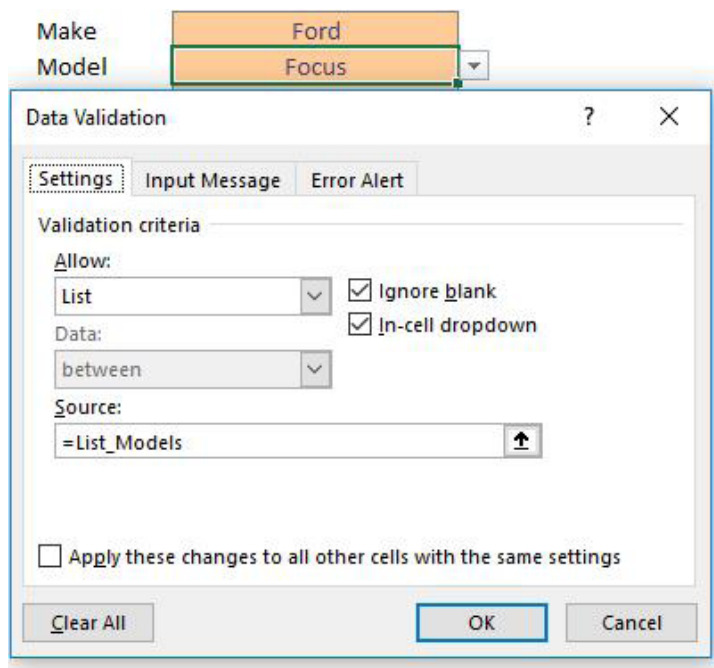 Make Ford
Model Focus
Data Validation ? ×
Settings Input Message Error Alert
Validation criteria
Allow:
List
Ignore blank
Data:
In-cell dropdown
between
Source:
=List_Models
Apply these changes to all other cells with the same settings
Clear All OK Cancel